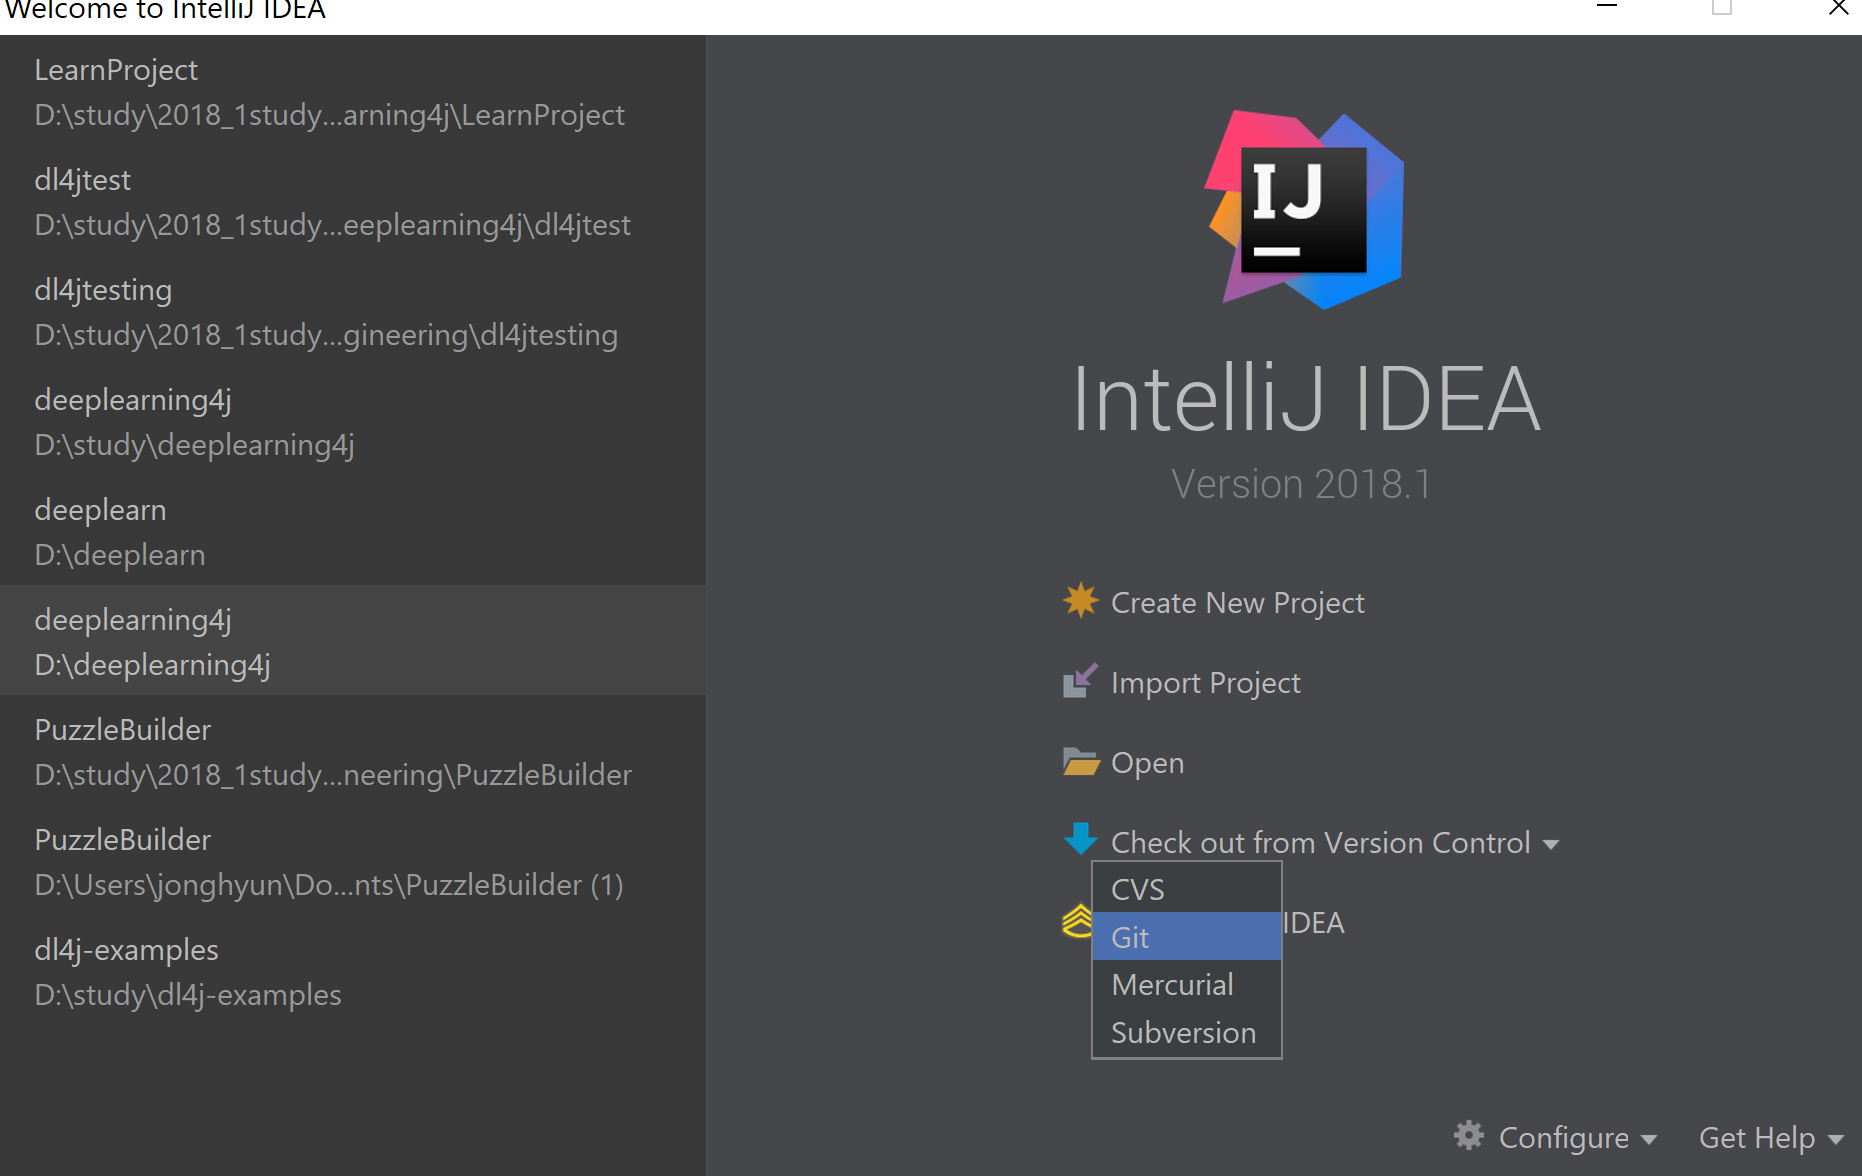 Welcome to IntelliJ IDEA
LearnProject
D:\study\2018_1study...arning4j\LearnProject
dl4jtest
D:\study\2018_1study...eeplearning4j\dl4jtest
dl4jtesting
D:\study\2018_1study...gineering\dl4jtesting
deeplearning4j
D:\study\deeplearning4j
deeplearn
D:\deeplearn
deeplearning4j
D:\deeplearning4j
PuzzleBuilder
D:\study\2018_1study...neering\PuzzleBuilder
PuzzleBuilder
D:\Users\jonghyun\Do...nts\PuzzleBuilder (1)
dl4j-examples
D:\study\dl4j-examples
IJ
IntelliJ IDEA
Version 2018.1
Create New Project
Import Project
Open
Check out from Version Control
CVS
Git
IDEA
Mercurial
Subversion
Configure
Get Help